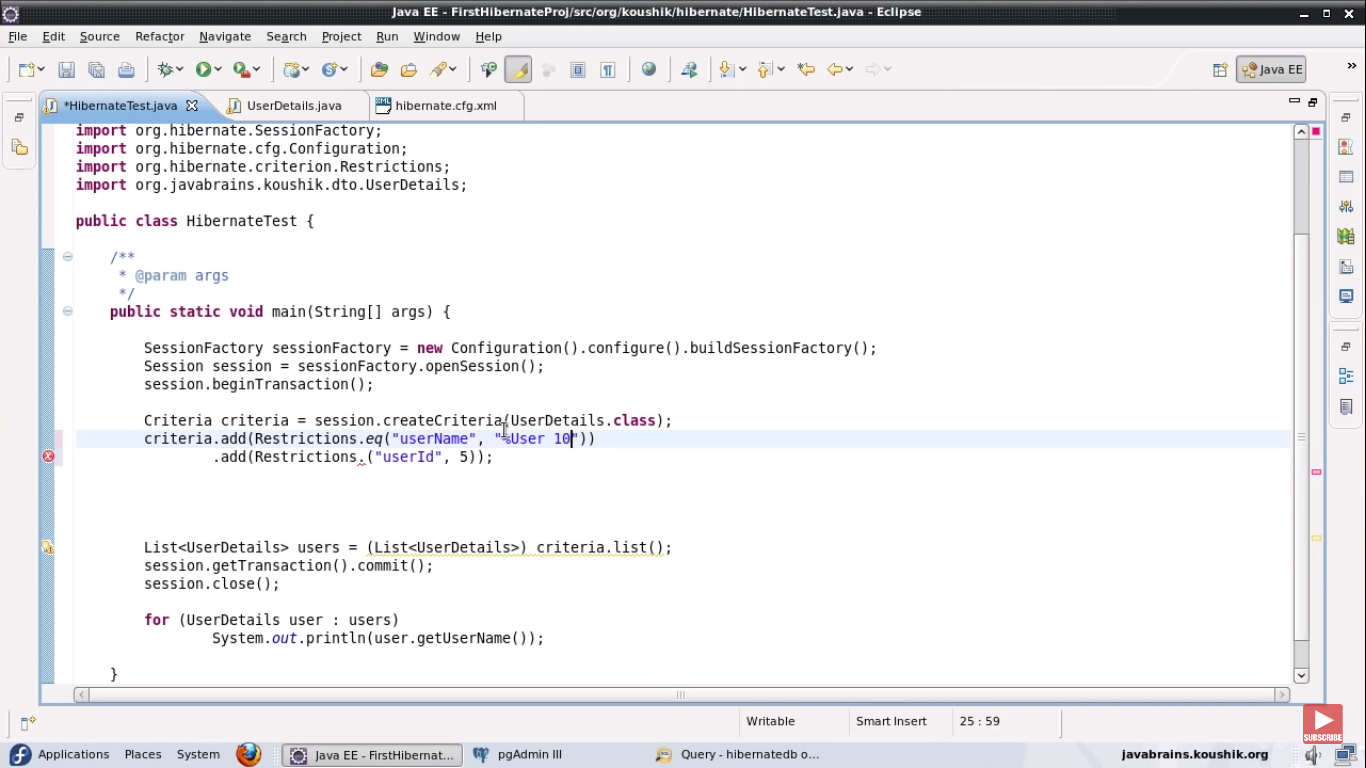 Java EE - FirstHibernateProj/src/org/koushik/hibernate/HibernateTest.java - Eclipse
File Edit Source Refactor Navigate Search Project Run Window Help
Java EE
*HibernateTest.java UserDetails.java hibernate.cfg.xml
import org.hibernate.SessionFactory;
import org.hibernate.cfg.Configuration;
import org.hibernate.criterion.Restrictions;
import org.javabrains.koushik.dto.UserDetails;
public class HibernateTest {
/**
* @param args
*/
public static void main(String[] args) {
SessionFactory sessionFactory = new Configuration().configure().buildSessionFactory();
Session session = sessionFactory.openSession();
session.beginTransaction();
Criteria criteria = session.createCriteria(UserDetails.class);
criteria.add(Restrictions.eq("userName", "%User 10"))
.add(Restrictions.("userId", 5));
List<UserDetails> users = (List<UserDetails>) criteria.list();
session.getTransaction().commit();
session.close();
for (UserDetails user : users)
System.out.println(user.getUserName());
}
Writable Smart Insert 25 : 59
SUBSCRIBE
Applications Places System Java EE - FirstHibernat... pgAdmin III Query - hibernatedb o... javabrains.koushik.org